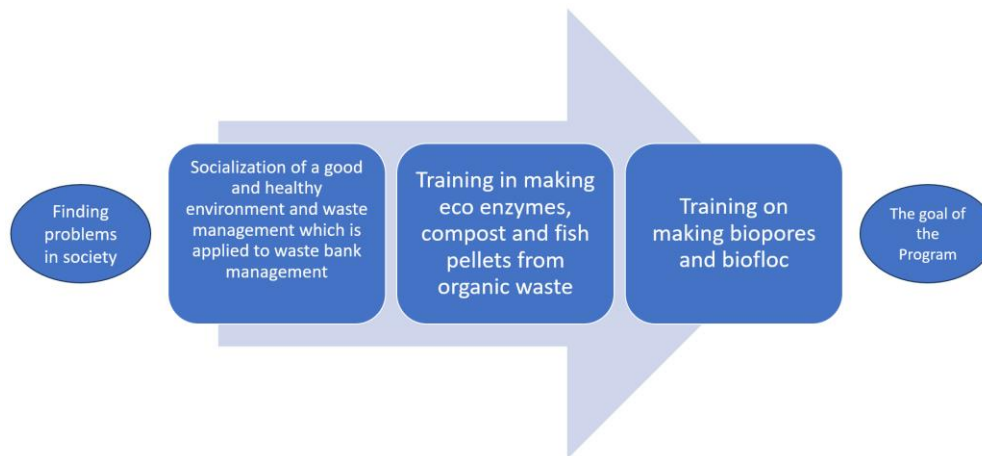 Finding
problems
in society
Socialization of a good
and healthy
environment and waste
management which is
applied to waste bank
management
Training in making
eco enzymes,
compost and fish
pellets from
organic waste
Training on
making biopores
and biofloc
The goal of
the
Program